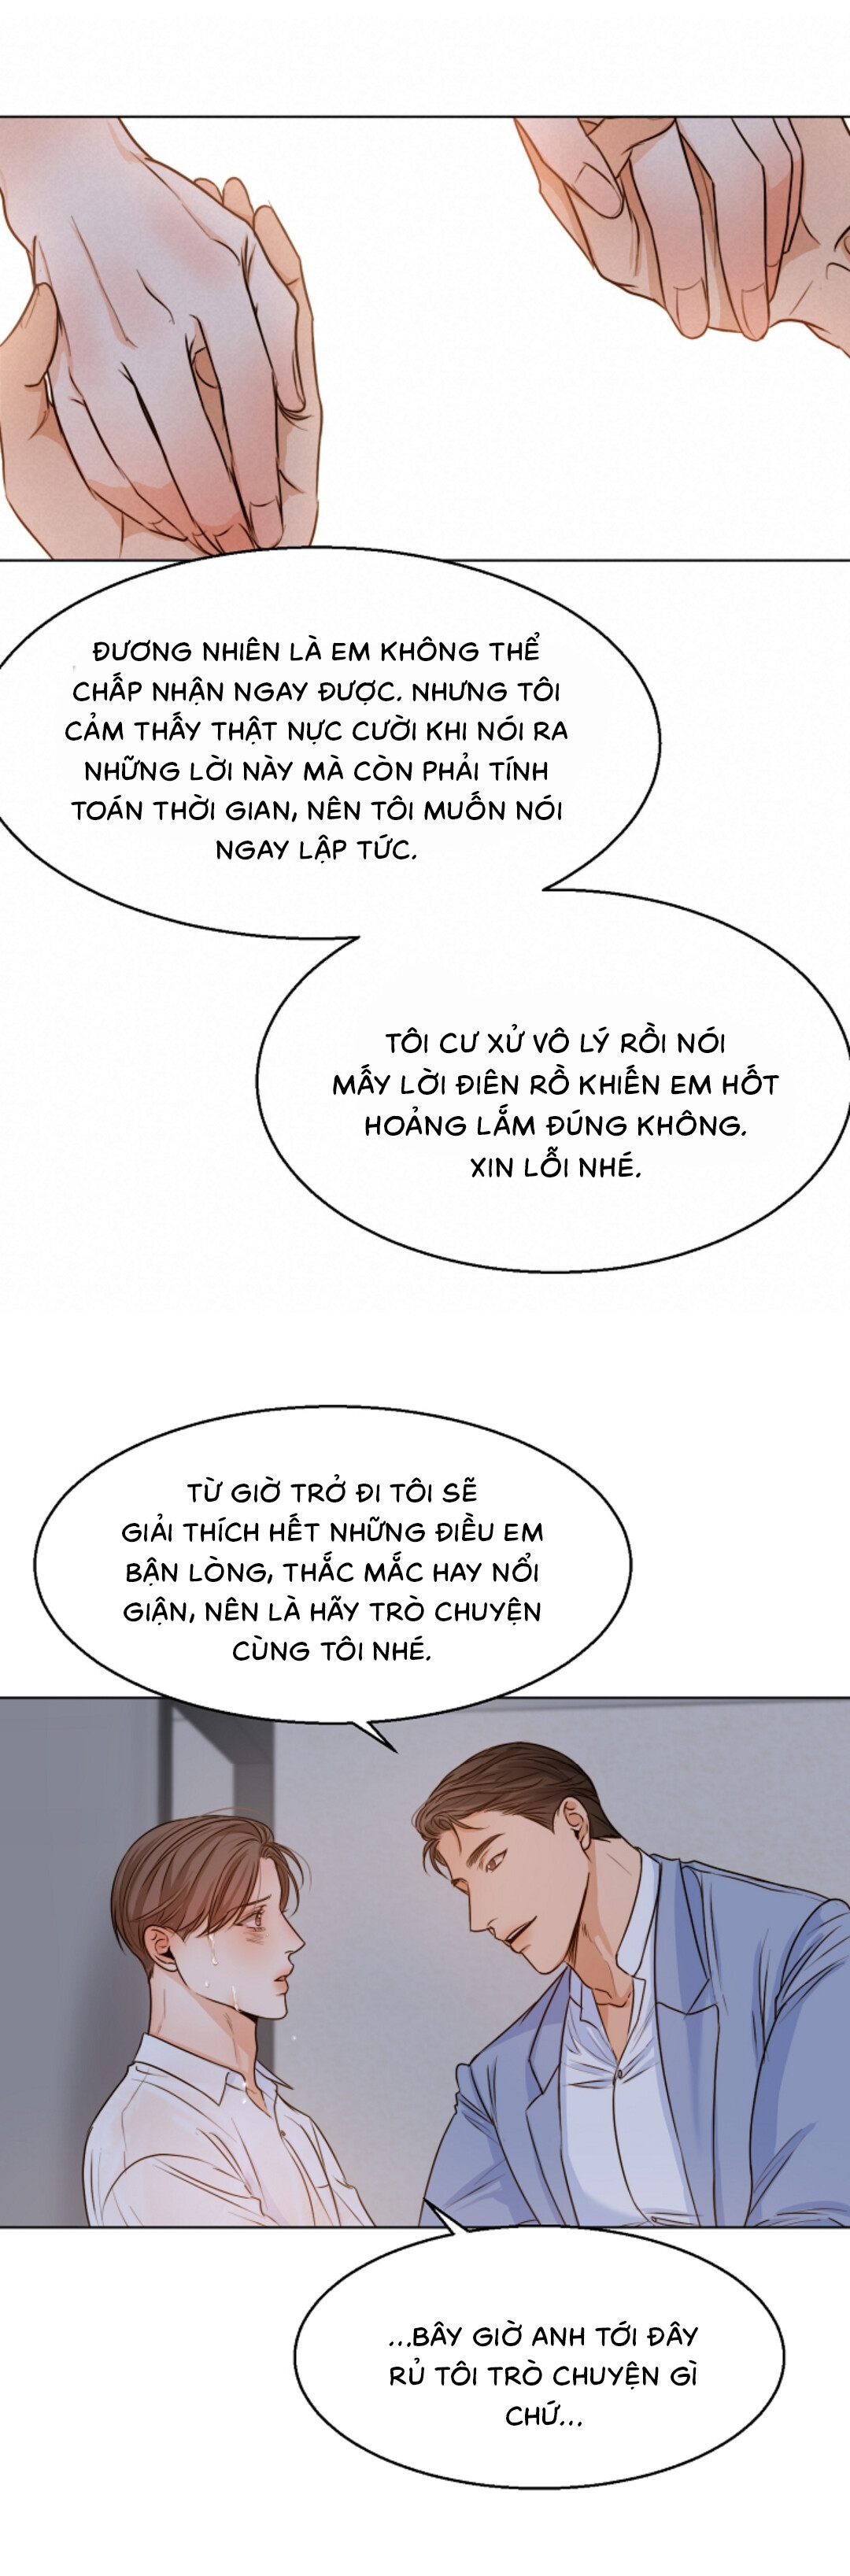 ĐƯƠNG NHIÊN LÀ EM KHÔNG THỂ
CHẤP NHẬN NGAY ĐƯỢC. NHƯNG TÔI
CẢM THẤY THẬT NỰC CƯỜI KHI NÓI RA
NHỮNG LỜI NÀY MÀ CÒN PHẢI TÍNH
TOÁN THỜI GIAN, NÊN TÔI MUỐN NÓI
NGAY LẬP TỨC.
TÔI CƯ XỬ VÔ LÝ RỒI NÓI
MẤY LỜI ĐIÊN RỒ KHIẾN EM HỐT
HOẢNG LẮM ĐÚNG KHÔNG.
XIN LỖI NHÉ.
TỪ GIỜ TRỞ ĐI TÔI SẼ
GIẢI THÍCH HẾT NHỮNG ĐIỀU EM
BẬN LÒNG, THẮC MẮC HAY NỔI
GIẬN, NÊN LÀ HÃY TRÒ CHUYỆN
CÙNG TÔI NHÉ.
...BÂY GIỜ ANH TỚI ĐÂY
RỦ TÔI TRÒ CHUYỆN GÌ
CHỨ...